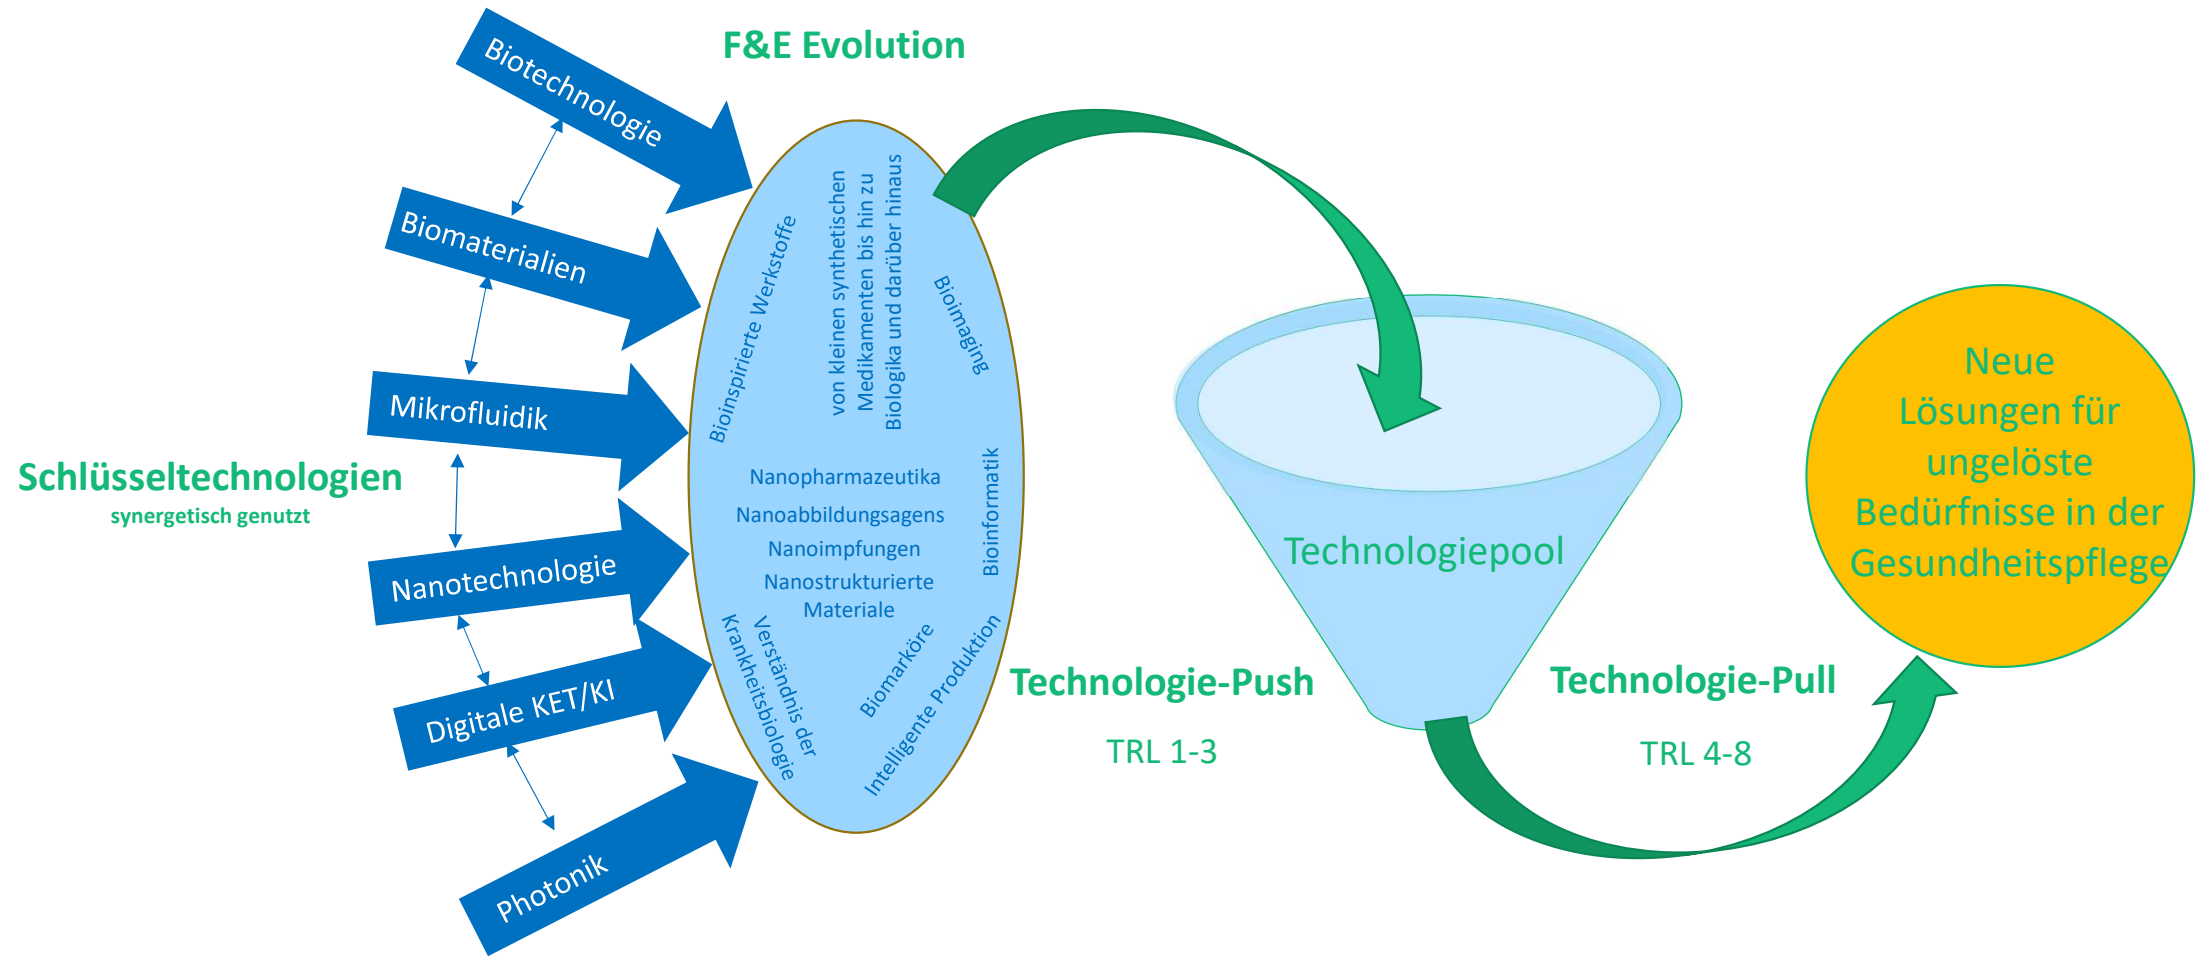 F&E Evolution
Schlüsseltechnologien
synergetisch genutzt
Biotechnologie
Biomaterialien
Mikrofluidik
Nanotechnologie
Digitale KET/KI
Photonik
Bioinspirierte Werkstoffe
von kleinen synthetischen
Medikamenten bis hin zu
Biologika und darüber hinaus
Bioimaging
Nanopharmazeutika
Nanoabbildungsagens
Nanoimpfungen
Nanostrukturierte
Materiale
Bioinformatik
Verständnis der
Krankheitsbiologie
Biomarköre
Intelligente Produktion
Technologie-Push
TRL 1-3
Technologiepool
Technologie-Pull
TRL 4-8
Neue
Lösungen für
ungelöste
Bedürfnisse in der
Gesundheitspflege